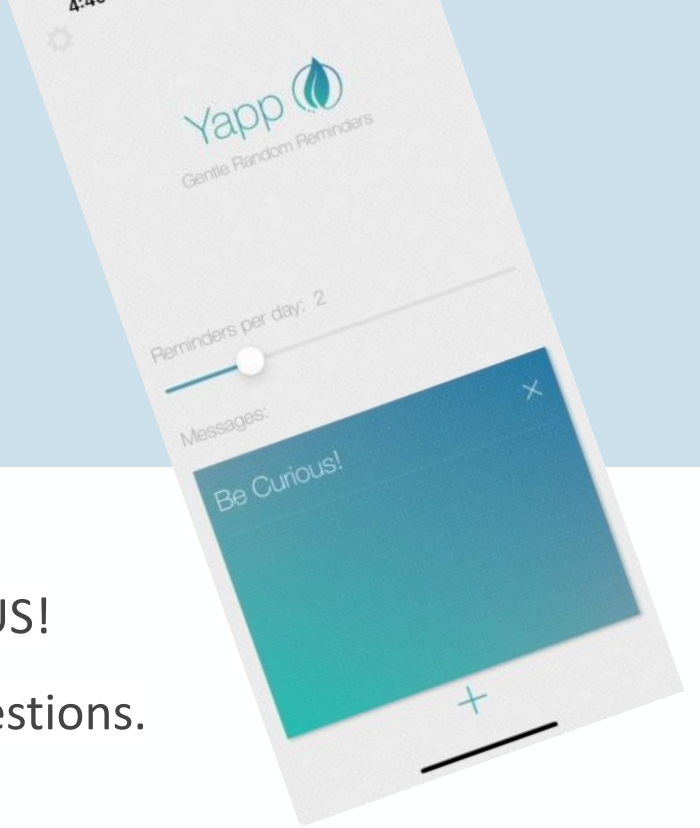 Yapp
Gentle Random Reminders
Reminders per day: 2
Messages:
Be Curious!